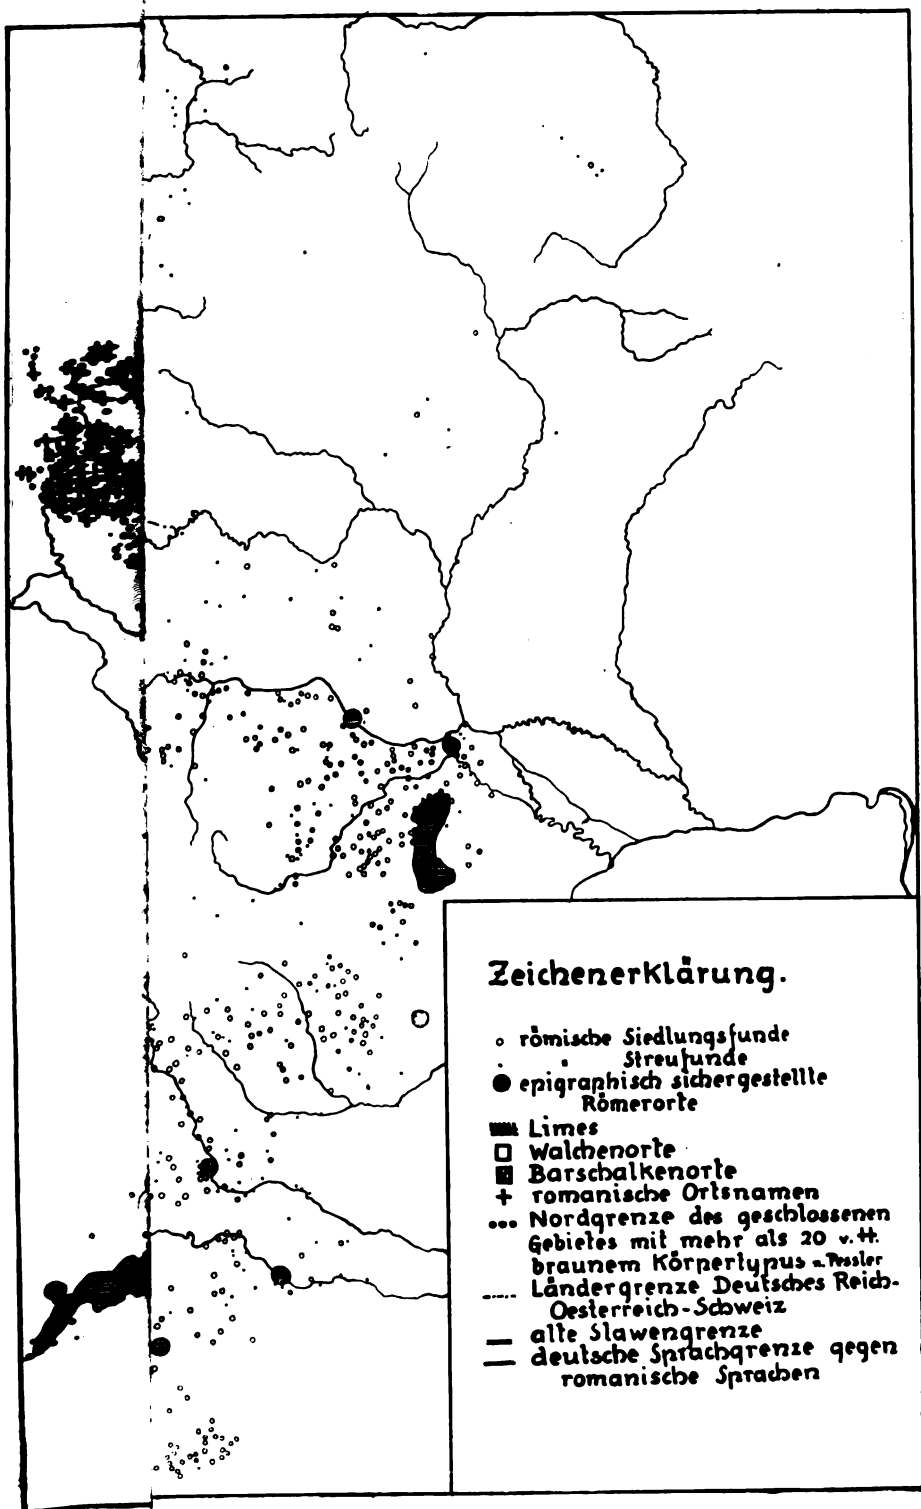 Zeichenerklärung.
römische Siedlungsfunde
" Streufunde
epigraphisch sichergestellte
Römerorte
Limes
Walchenorte
Barschalkenorte
romanische Ortsnamen
Nordgrenze des geschlossenen
Gebietes mit mehr als 20 v.H.
braunem Körpertypus n. Pessler
Ländergrenze Deutsches Reich-
Oesterreich-Schweiz
alte Slawengrenze
deutsche Sprachgrenze gegen
romanische Sprachen